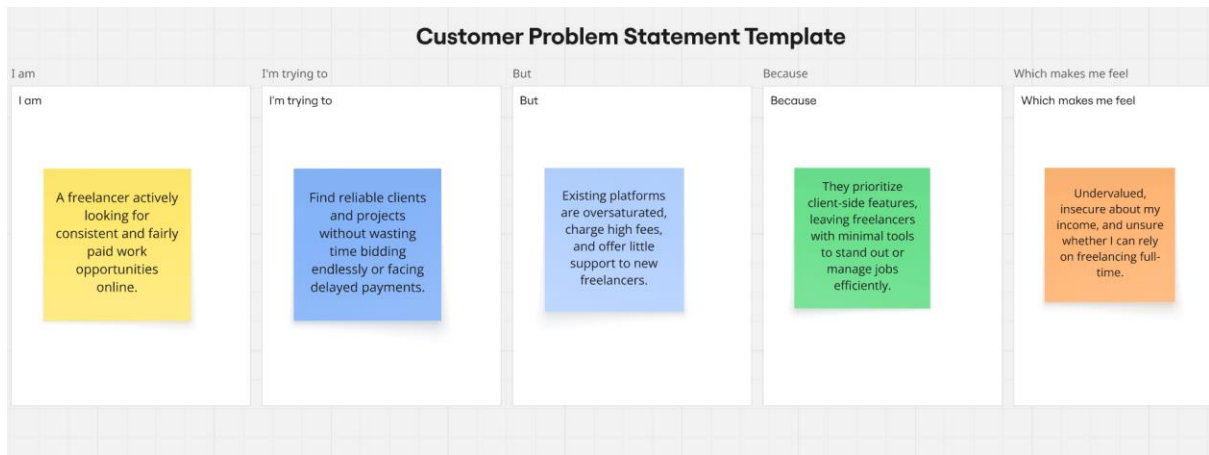 Customer Problem Statement Template
I am
I'm trying to
But
Because
Which makes me feel
I am
I'm trying to
But
Because
Which makes me feel
A freelancer actively
looking for
consistent and fairly
paid work
opportunities
online.
Find reliable clients
and projects
without wasting
time bidding
endlessly or facing
delayed payments.
Existing platforms
are oversaturated,
charge high fees,
and offer little
support to new
freelancers.
They prioritize
client-side features,
leaving freelancers
with minimal tools
to stand out or
manage jobs
efficiently.
Undervalued,
insecure about my
income, and unsure
whether I can rely
on freelancing full-
time.